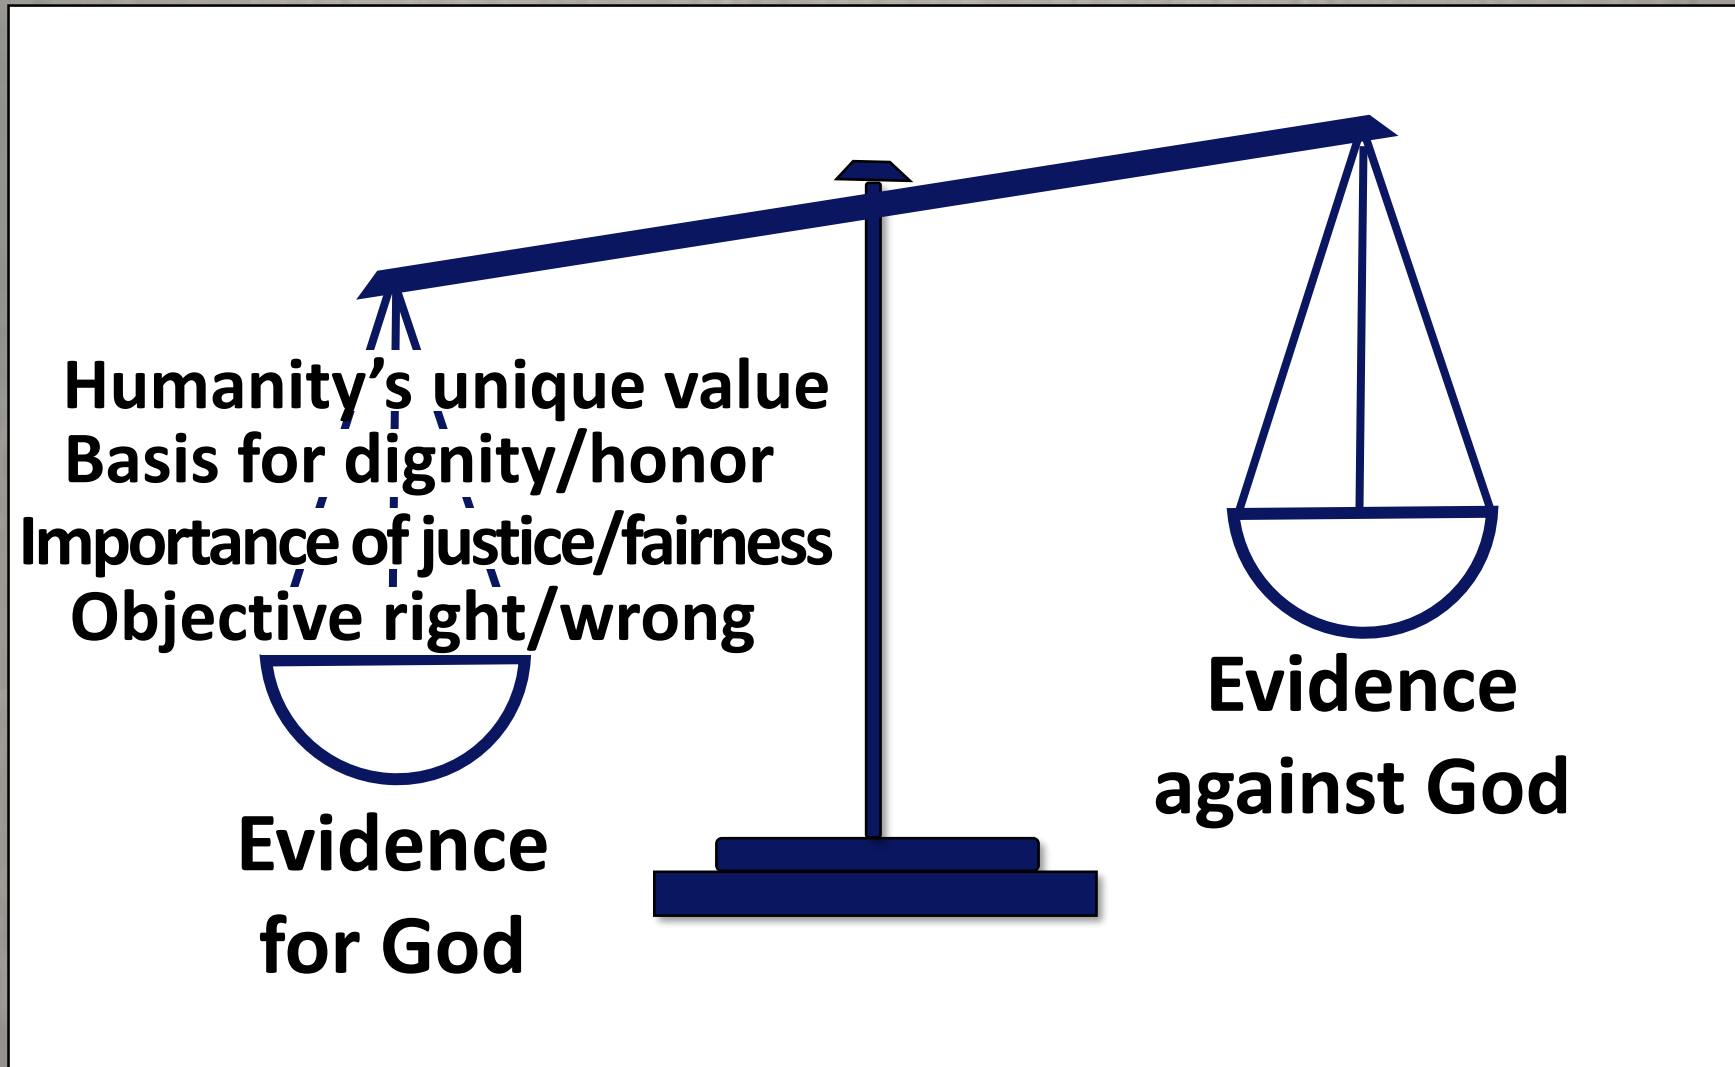 Humanity’s unique value
Basis for dignity/honor
Importance of justice/fairness
Objective right/wrong
Evidence
for God
Evidence
against God